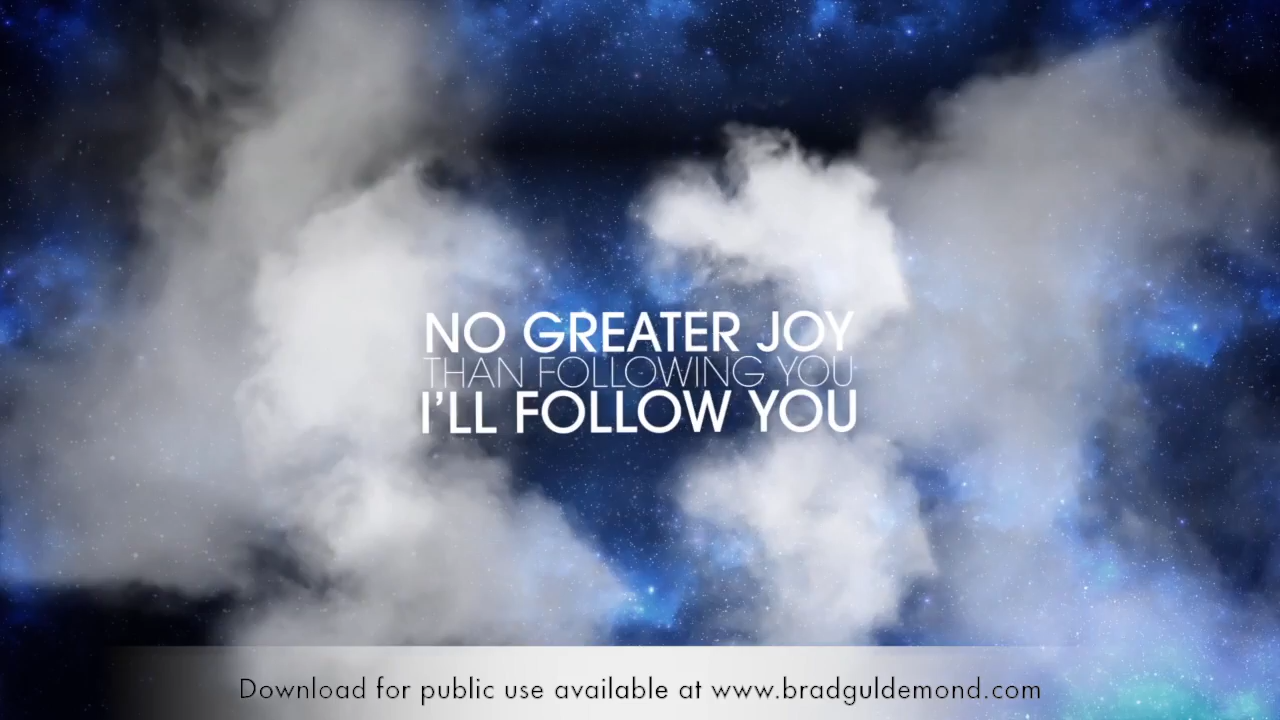 NO GREATER JOY
THAN FOLLOWING YOU
I'LL FOLLOW YOU
Download for public use available at www.bradguldemond.com